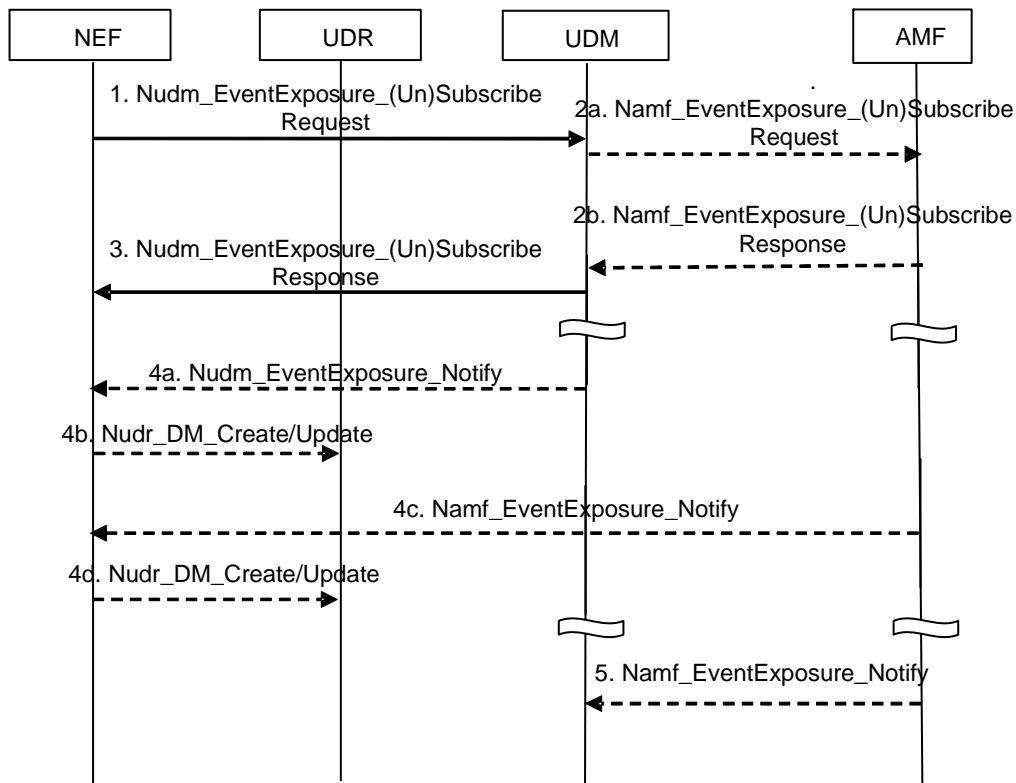 NEF
UDR
UDM
AMF
1. Nudm_EventExposure_(Un)Subscribe
Request
.
2a. Namf_EventExposure_(Un)Subscribe
Request
2b. Namf_EventExposure_(Un)Subscribe
Response
3. Nudm_EventExposure_(Un)Subscribe
Response
4a. Nudm_EventExposure_Notify
4b. Nudr_DM_Create/Update
4c. Namf_EventExposure_Notify
4d. Nudr_DM_Create/Update
5. Namf_EventExposure_Notify